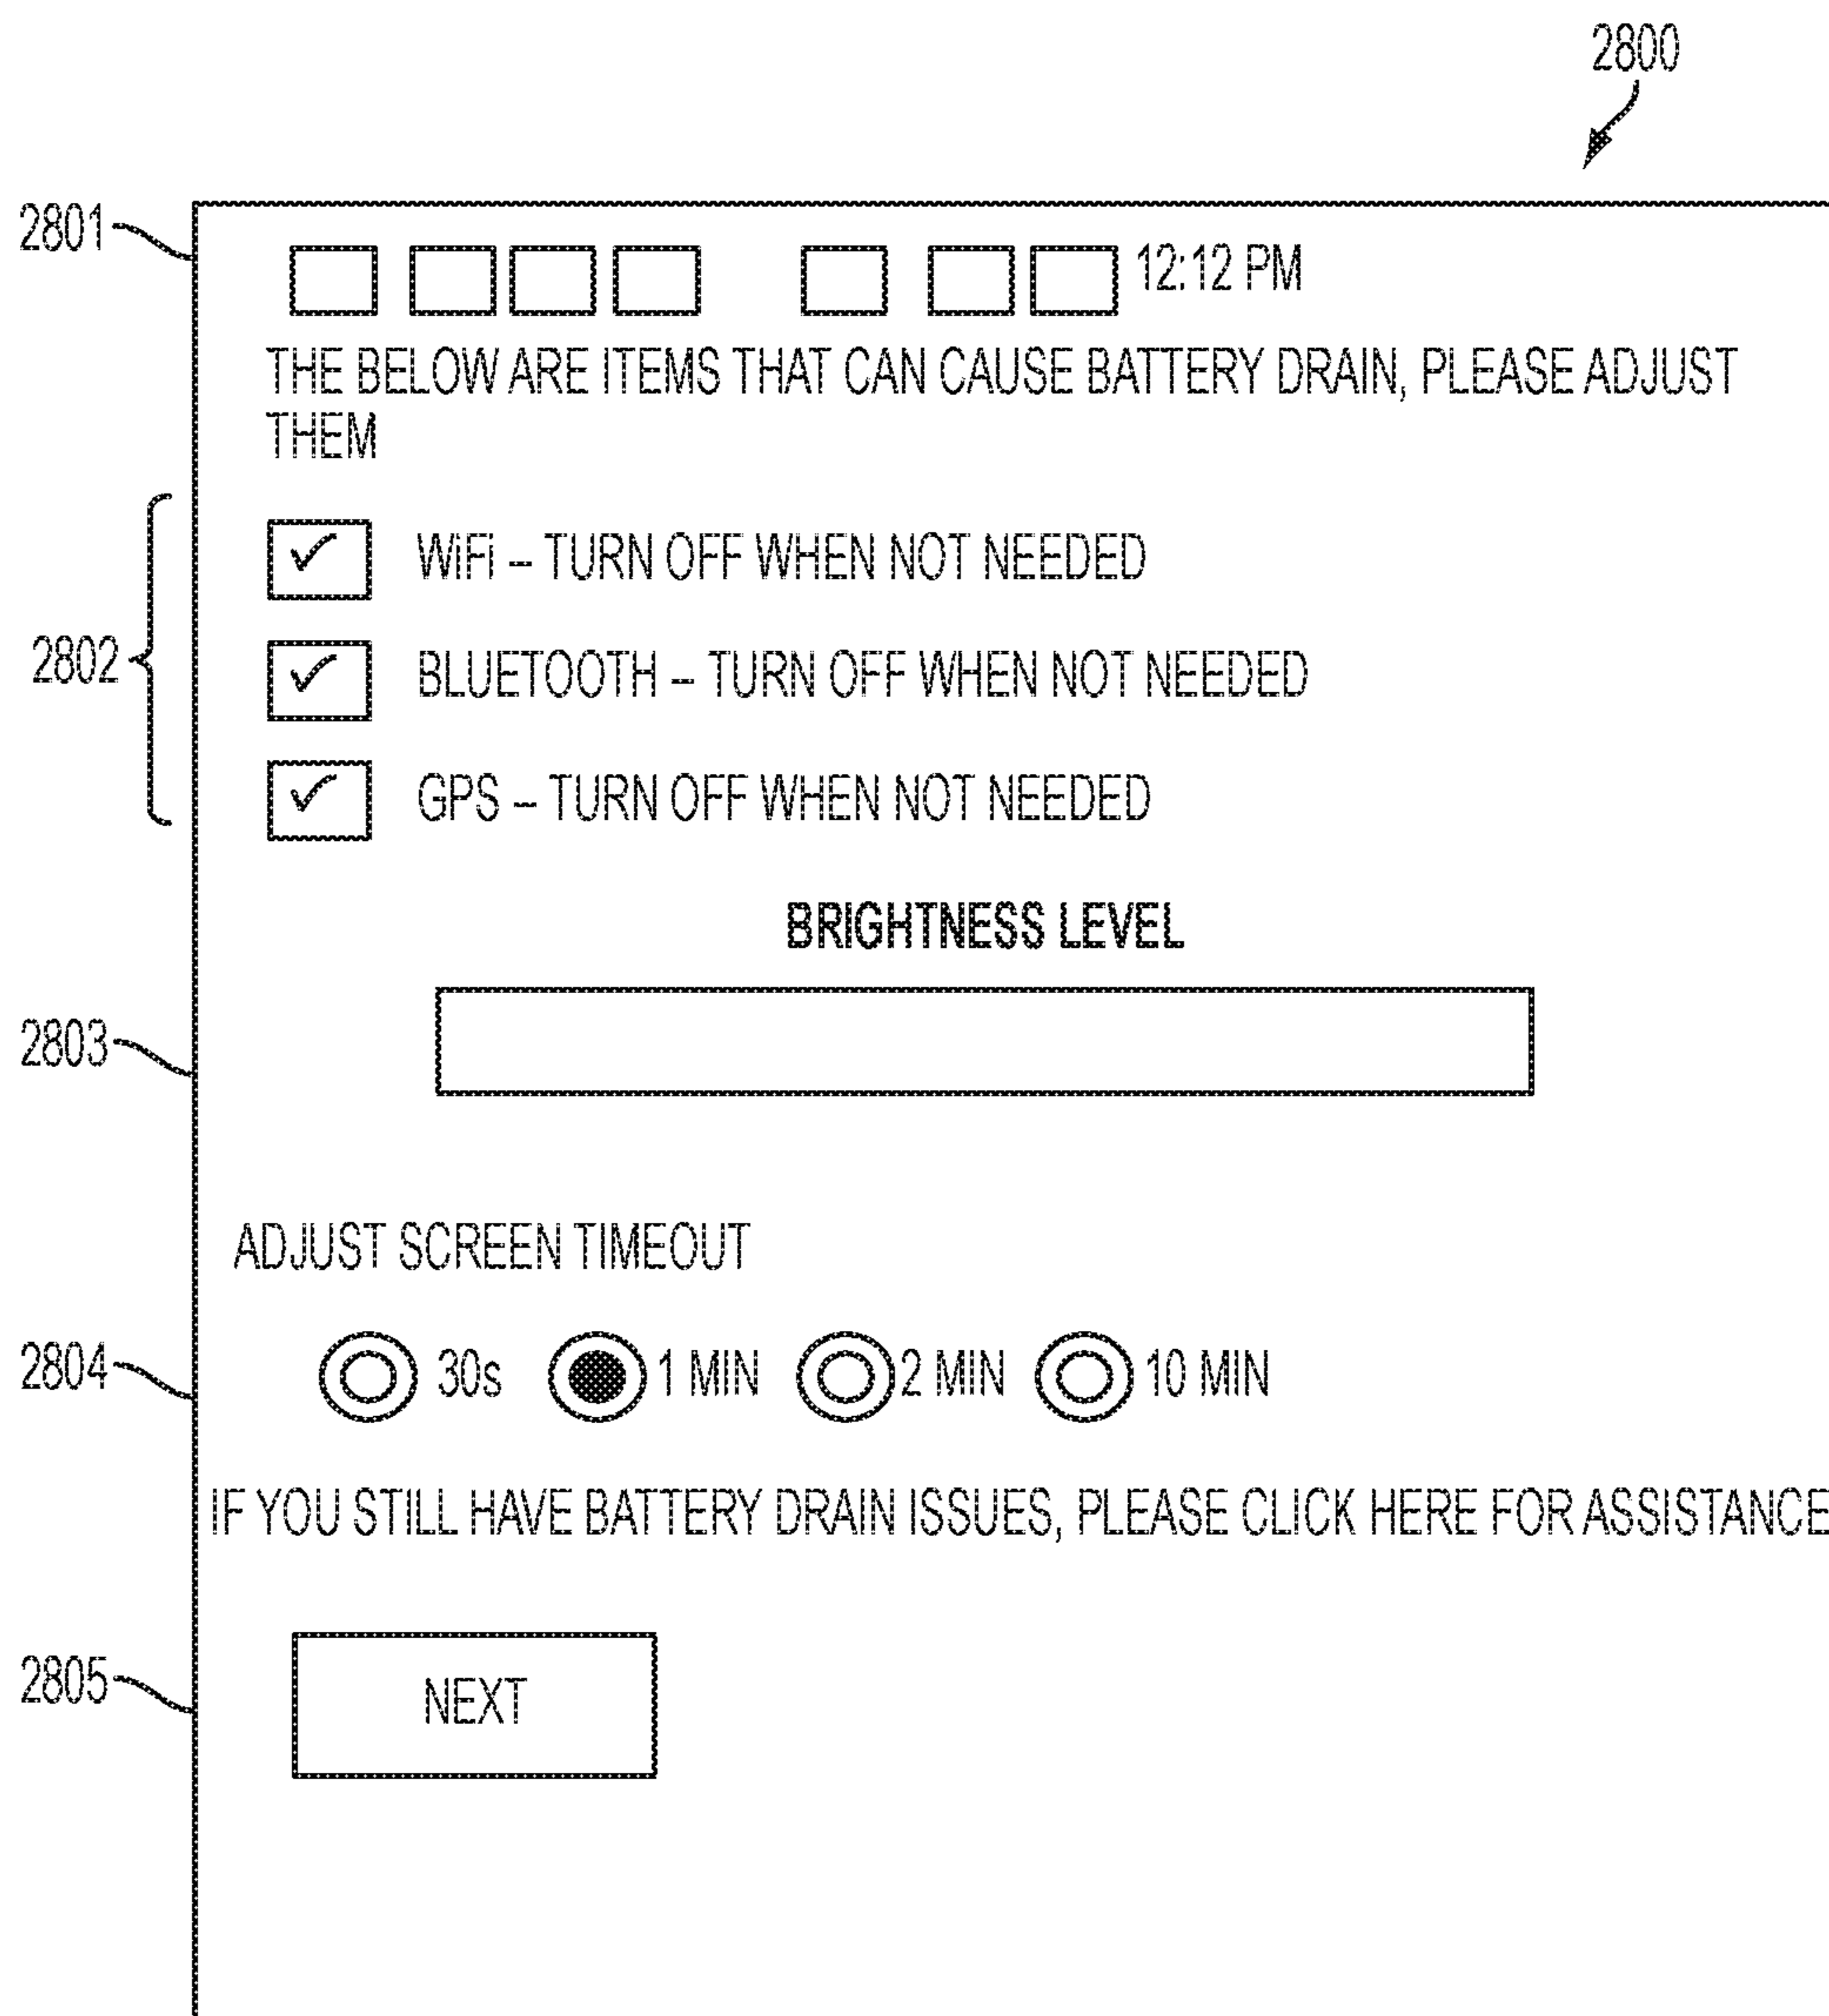 2800
2801
12:12 PM
THE BELOW ARE ITEMS THAT CAN CAUSE BATTERY DRAIN, PLEASE ADJUST
THEM
2802
WiFi – TURN OFF WHEN NOT NEEDED
BLUETOOTH – TURN OFF WHEN NOT NEEDED
GPS – TURN OFF WHEN NOT NEEDED
BRIGHTNESS LEVEL
2803
ADJUST SCREEN TIMEOUT
2804
30s 1 MIN 2 MIN 10 MIN
IF YOU STILL HAVE BATTERY DRAIN ISSUES, PLEASE CLICK HERE FOR ASSISTANCE
2805
NEXT